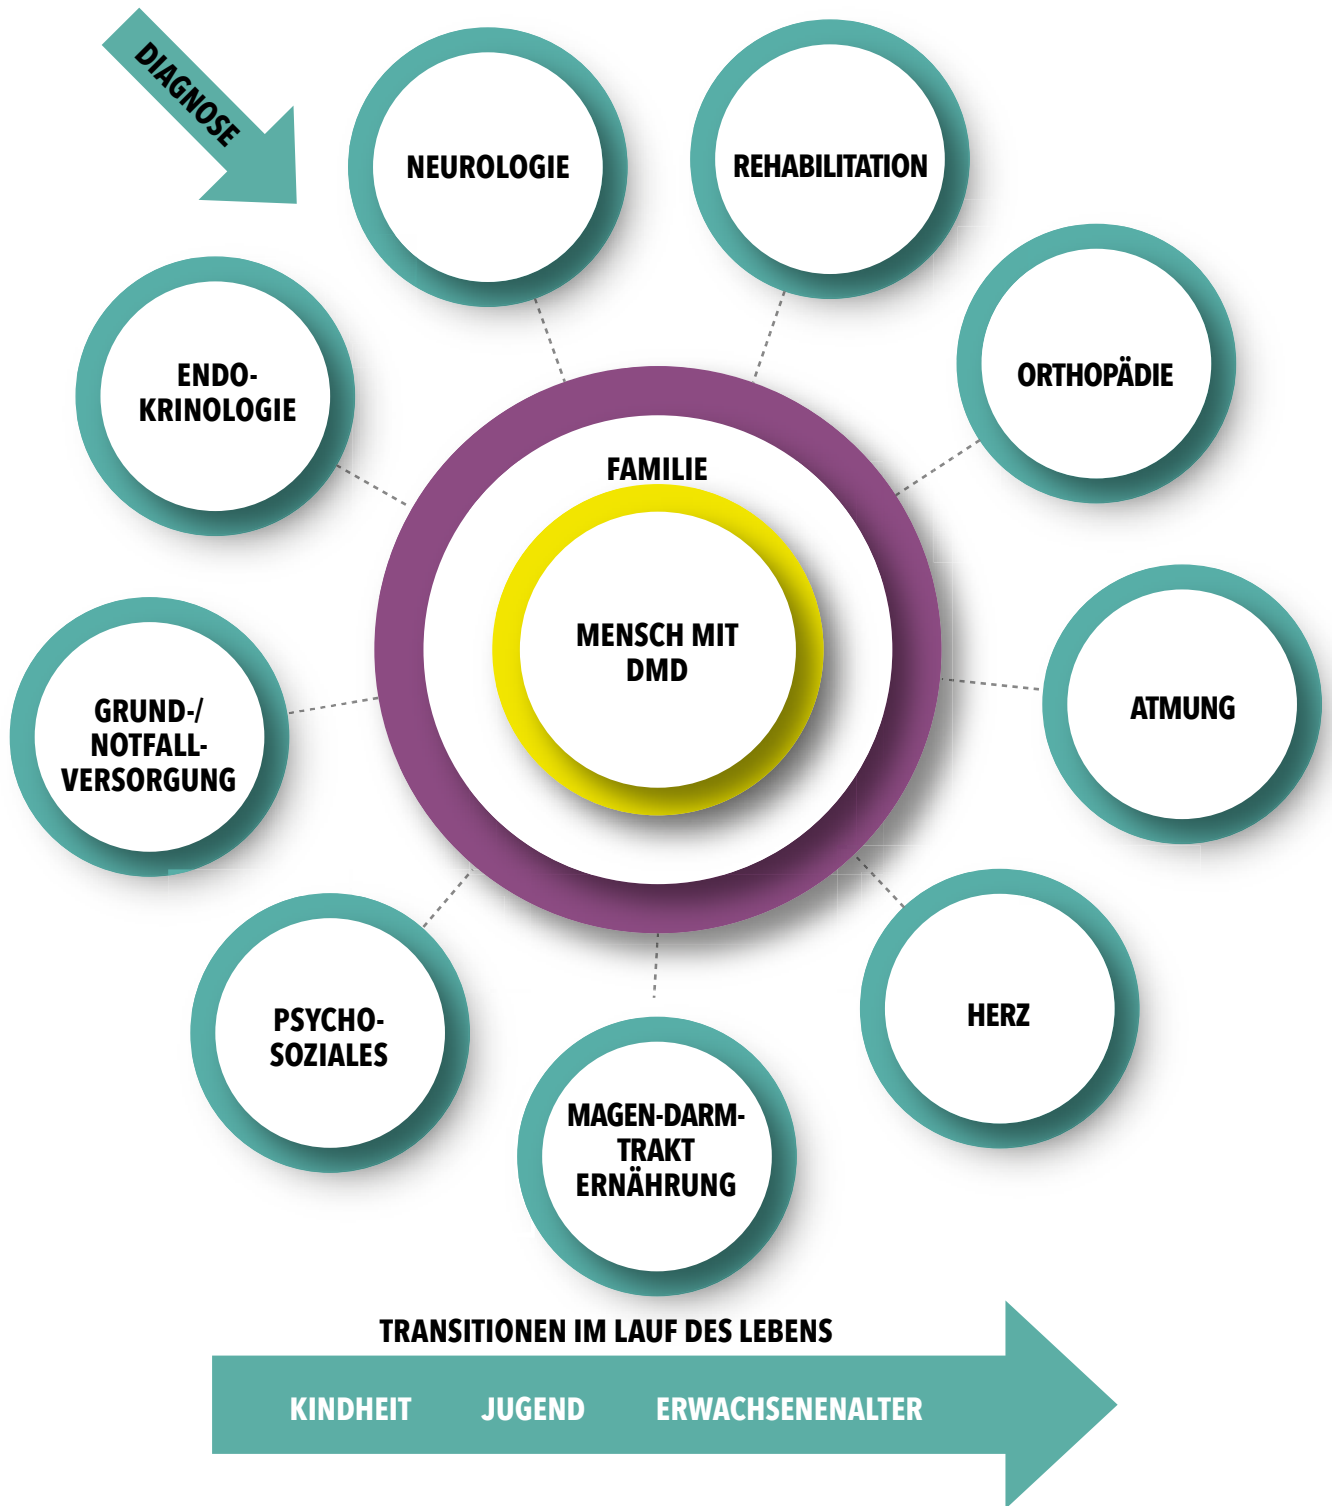 DIAGNOSE
NEUROLOGIE
REHABILITATION
ORTHOPÄDIE
ENDO-
KRINOLOGIE
FAMILIE
MENSCH MIT
DMD
ATMUNG
GRUND-/
NOTFALL-
VERSORGUNG
HERZ
PSYCHO-
SOZIALES
MAGEN-DARM-
TRAKT
ERNÄHRUNG
TRANSITIONEN IM LAUF DES LEBENS
KINDHEIT JUGEND ERWACHSENENALTER